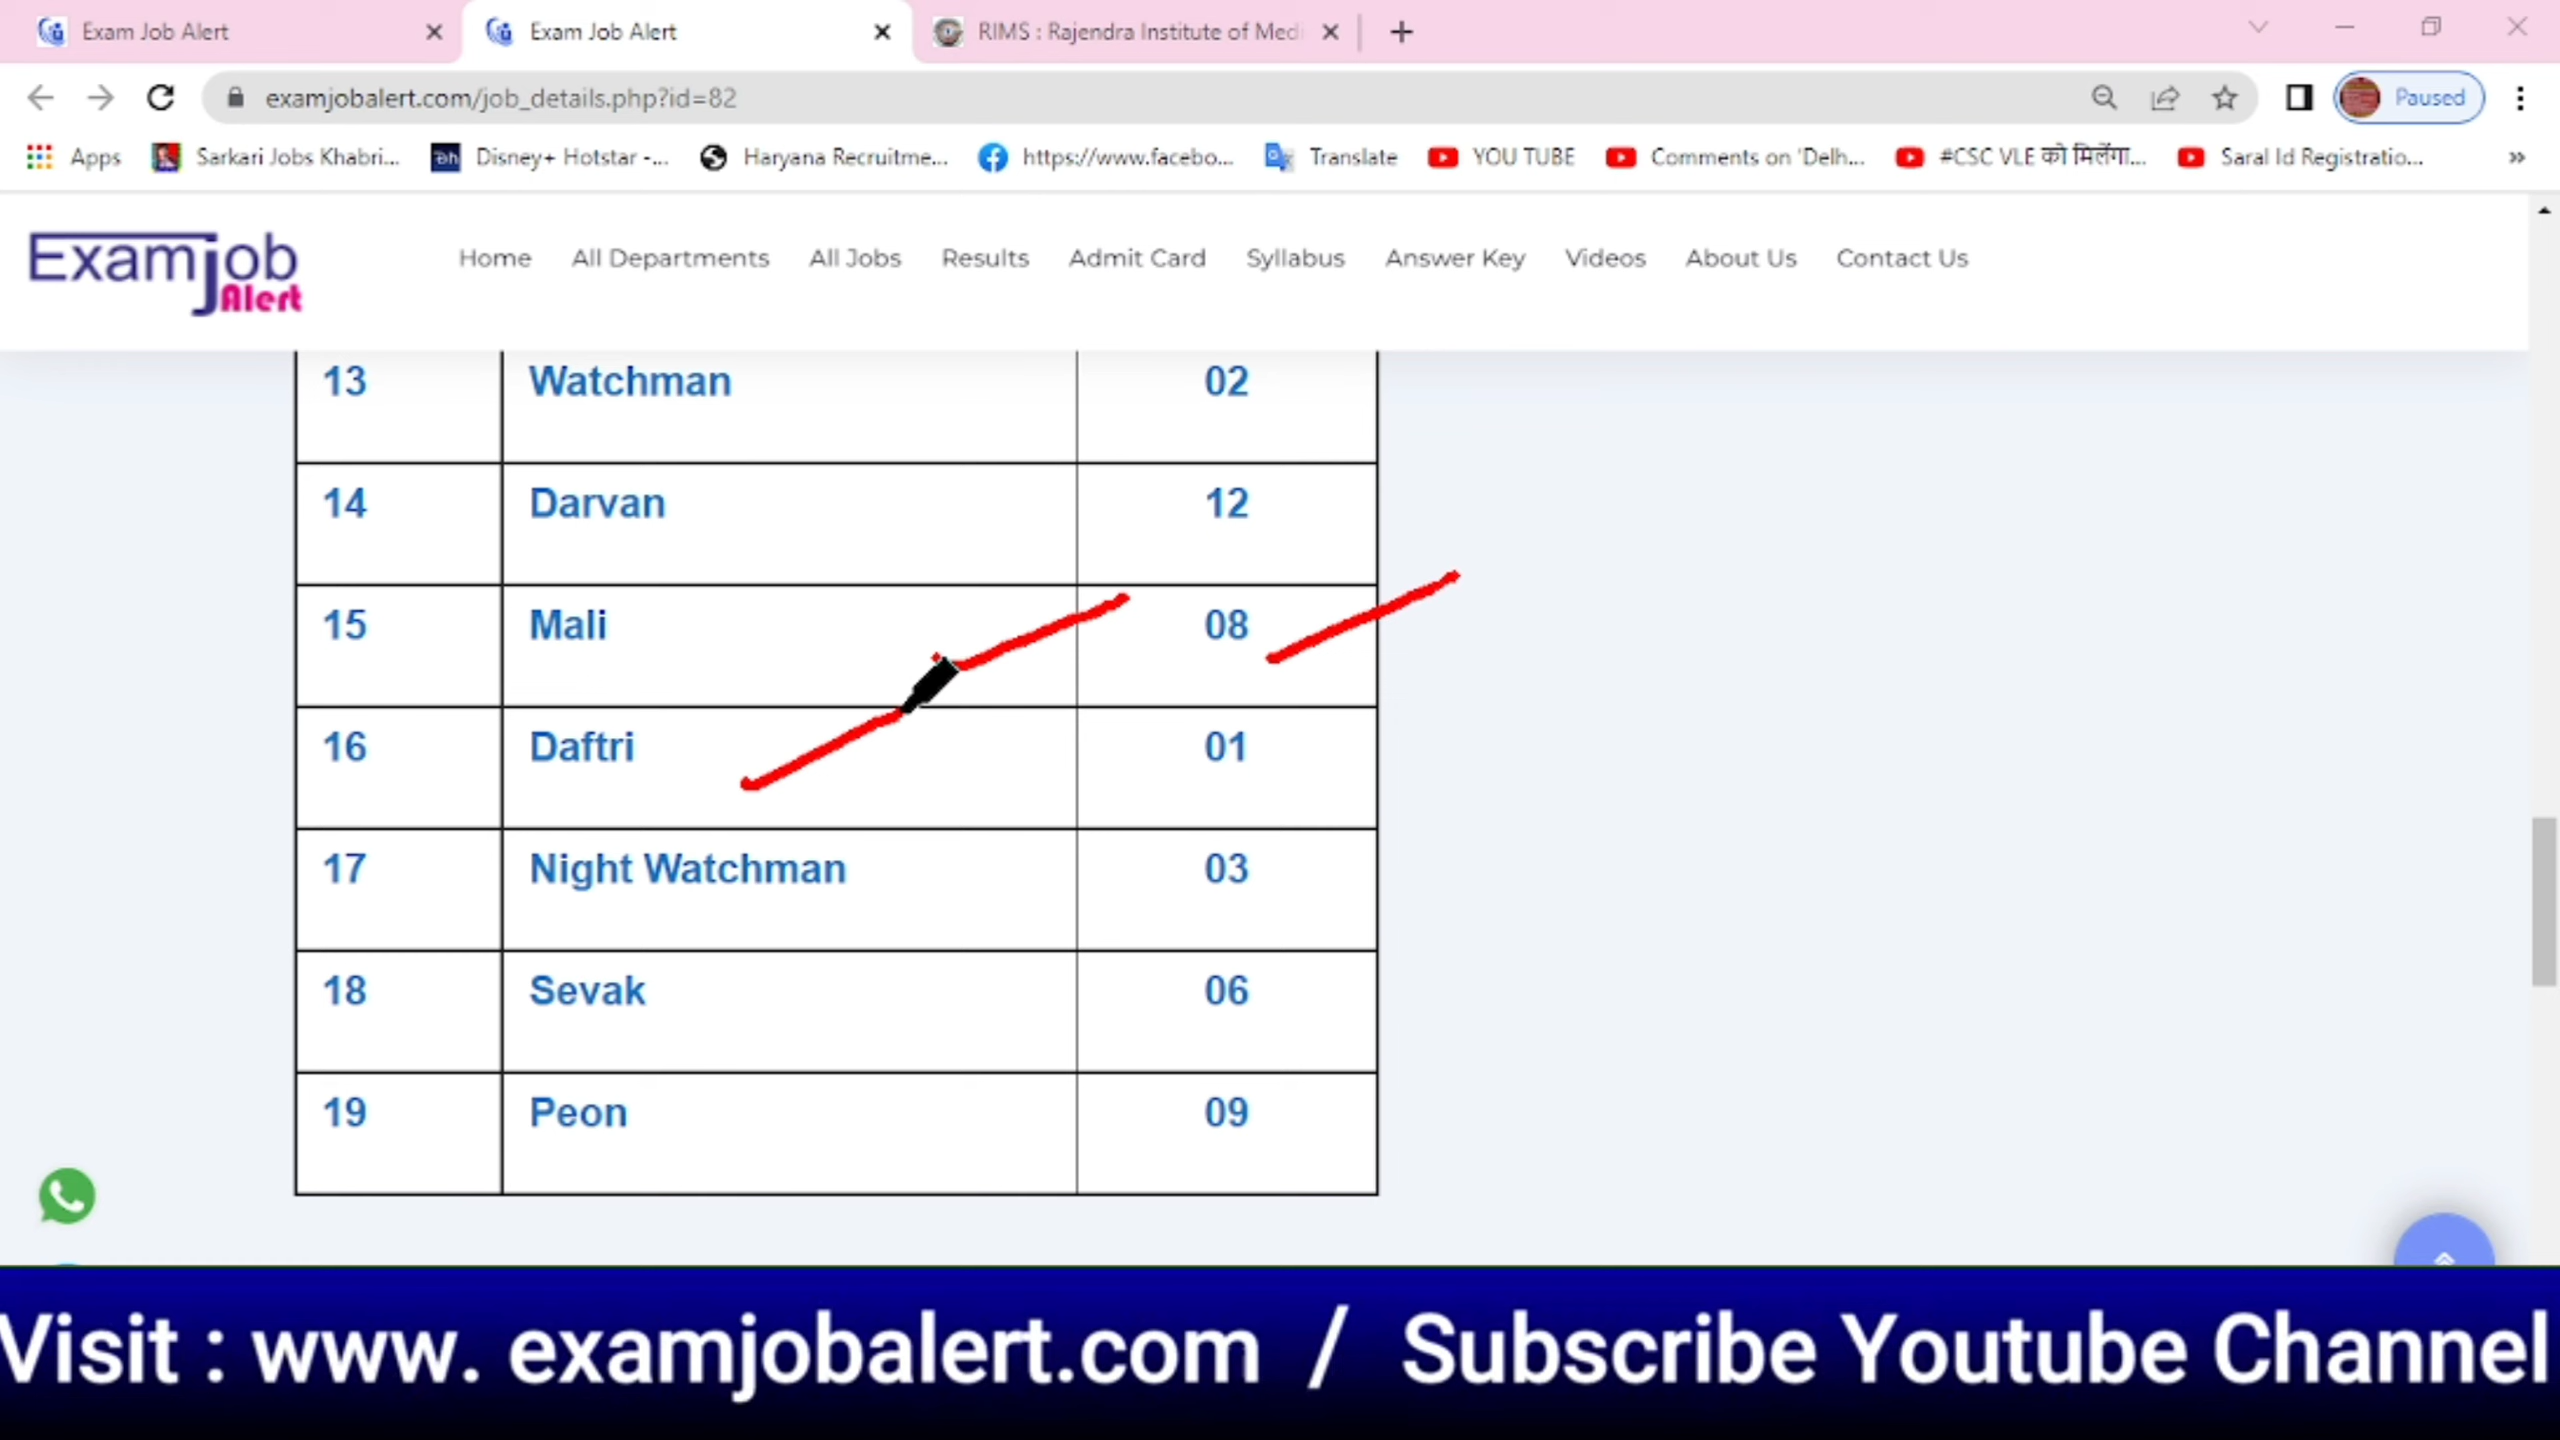 Exam Job Alert
Exam Job Alert
RIMS : Rajendra Institute of Medi
examjobalert.com/job_details.php?id=82
Paused
Apps
Sarkari Jobs Khabri...
Disney+ Hotstar -...
Haryana Recruitme...
https://www.facebo...
Translate
YOU TUBE
Comments on 'Delh...
#CSC VLE को मिलेंगा...
Saral Id Registratio...
Examjob
Alert
Home
All Departments
All Jobs
Results
Admit Card
Syllabus
Answer Key
Videos
About Us
Contact Us
13 Watchman 02
14 Darvan 12
15 Mali 08
16 Daftri 01
17 Night Watchman 03
18 Sevak 06
19 Peon 09
Visit : www. examjobalert.com / Subscribe Youtube Channel